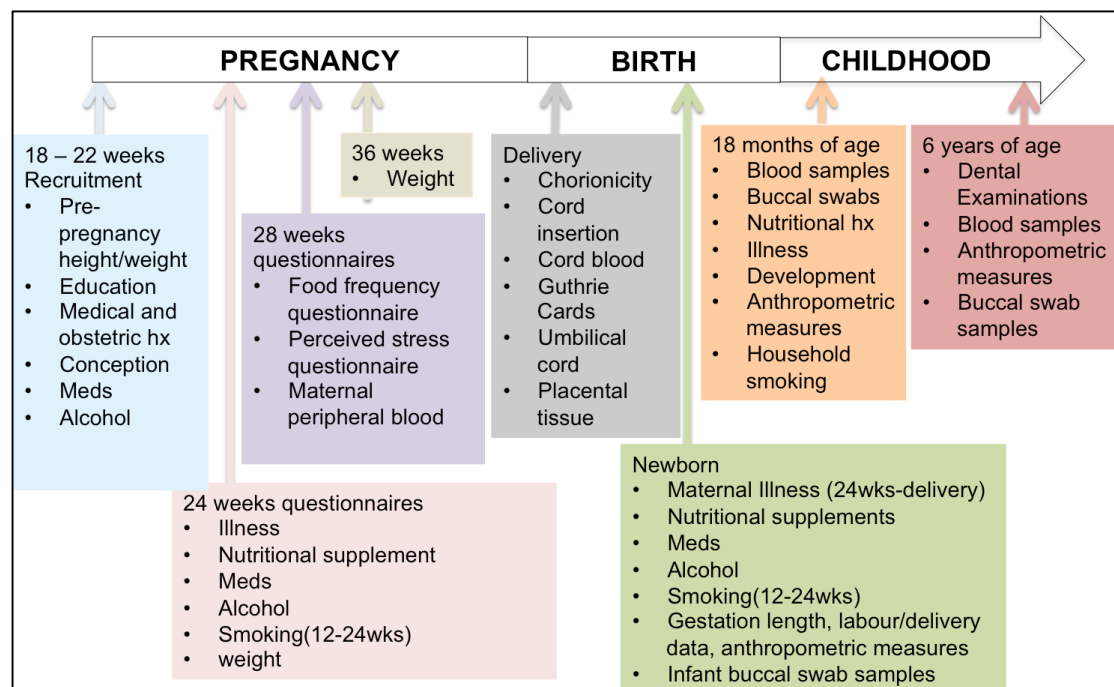 PREGNANCY
BIRTH
CHILDHOOD
18 – 22 weeks
Recruitment
• Pre-
pregnancy
height/weight
• Education
• Medical and
obstetric hx
• Conception
• Meds
• Alcohol
24 weeks questionnaires
• Illness
• Nutritional supplement
• Meds
• Alcohol
• Smoking(12-24wks)
• weight
28 weeks
questionnaires
• Food frequency
questionnaire
• Perceived stress
questionnaire
• Maternal
peripheral blood
36 weeks
• Weight
Delivery
• Chorionicity
• Cord
insertion
• Cord blood
• Guthrie
Cards
• Umbilical
cord
• Placental
tissue
Newborn
• Maternal Illness (24wks-delivery)
• Nutritional supplements
• Meds
• Alcohol
• Smoking(12-24wks)
• Gestation length, labour/delivery
data, anthropometric measures
• Infant buccal swab samples
18 months of age
• Blood samples
• Buccal swabs
• Nutritional hx
• Illness
• Development
• Anthropometric
measures
• Household
smoking
6 years of age
• Dental
Examinations
• Blood samples
• Anthropometric
measures
• Buccal swab
samples